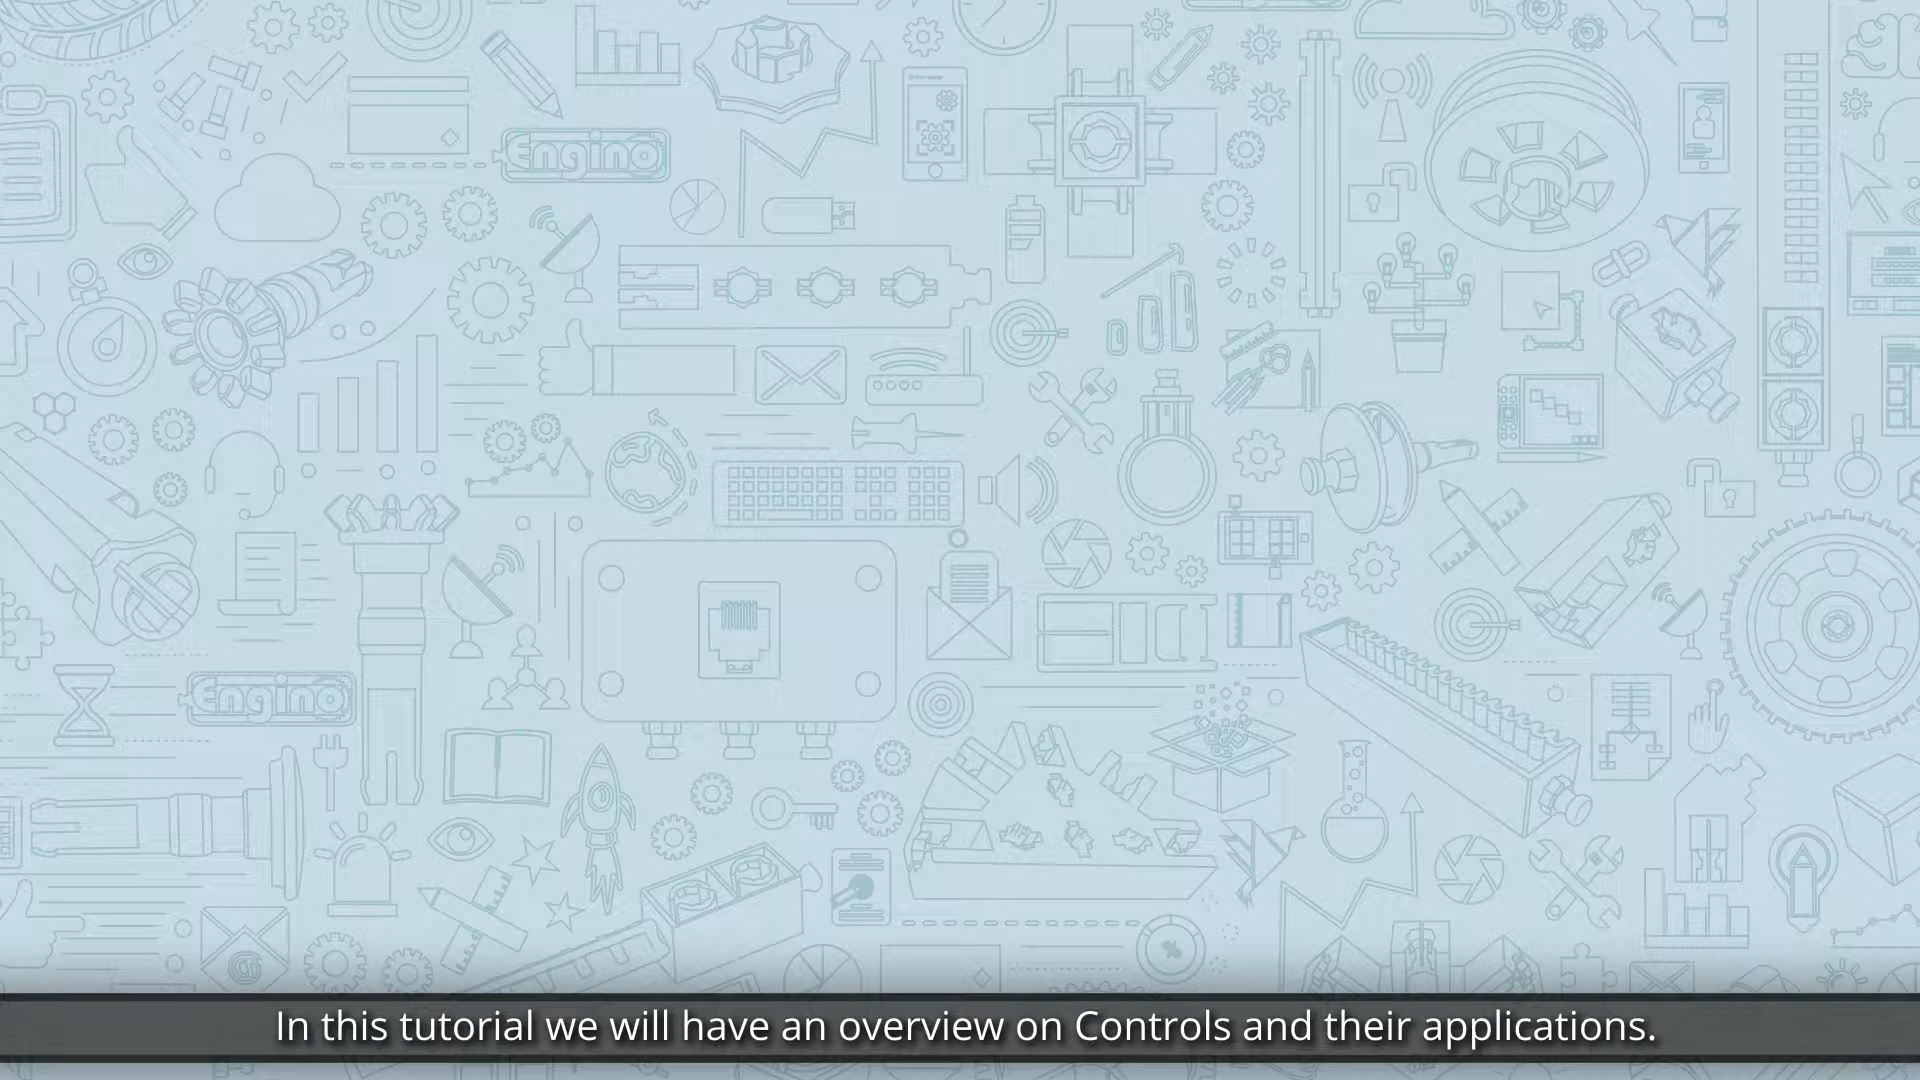 Engino
Engino
In this tutorial we will have an overview on Controls and their applications.